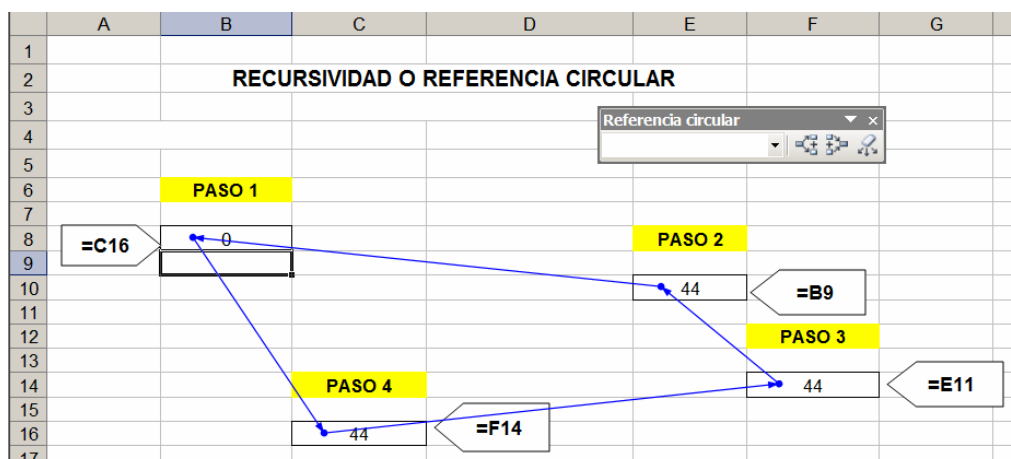 A B C D E F G
1
2 RECURSIVIDAD O REFERENCIA CIRCULAR
3
Referencia circular
4
5
6 PASO 1
7
8 =C16 0 PASO 2
9
10 44 =B9
11
12 PASO 3
13
14 PASO 4 44 =E11
15
16 44 =F14
17